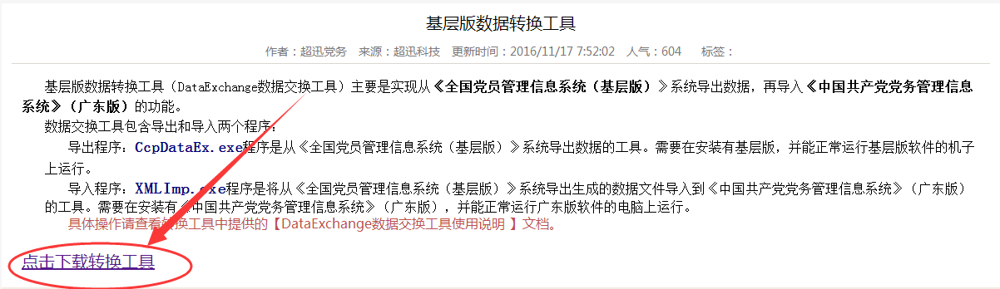 基层版数据转换工具
作者：超迅党务 来源：超迅科技 更新时间：2016/11/17 7:52:02 人气：604 标签：
基层版数据转换工具（DataExchange数据交换工具）主要是实现从《全国党员管理信息系统（基层版）》系统导出数据，再导入《中国共产党党务管理信息
系统》（广东版）的功能。
数据交换工具包含导出和导入两个程序：
导出程序：CcpDataEx.exe程序是从《全国党员管理信息系统（基层版）》系统导出数据的工具。需要在安装有基层版，并能正常运行基层版软件的机子
上运行。
导入程序：XMLImp.exe程序是将从《全国党员管理信息系统（基层版）》系统导出生成的数据文件导入到《中国共产党党务管理信息系统》（广东版）
的工具。需要在安装有《中国共产党党务管理信息系统》（广东版），并能正常运行广东版软件的电脑上运行。
具体操作请查看转换工具中提供的【DataExchange数据交换工具使用说明 】文档。
点击下载转换工具